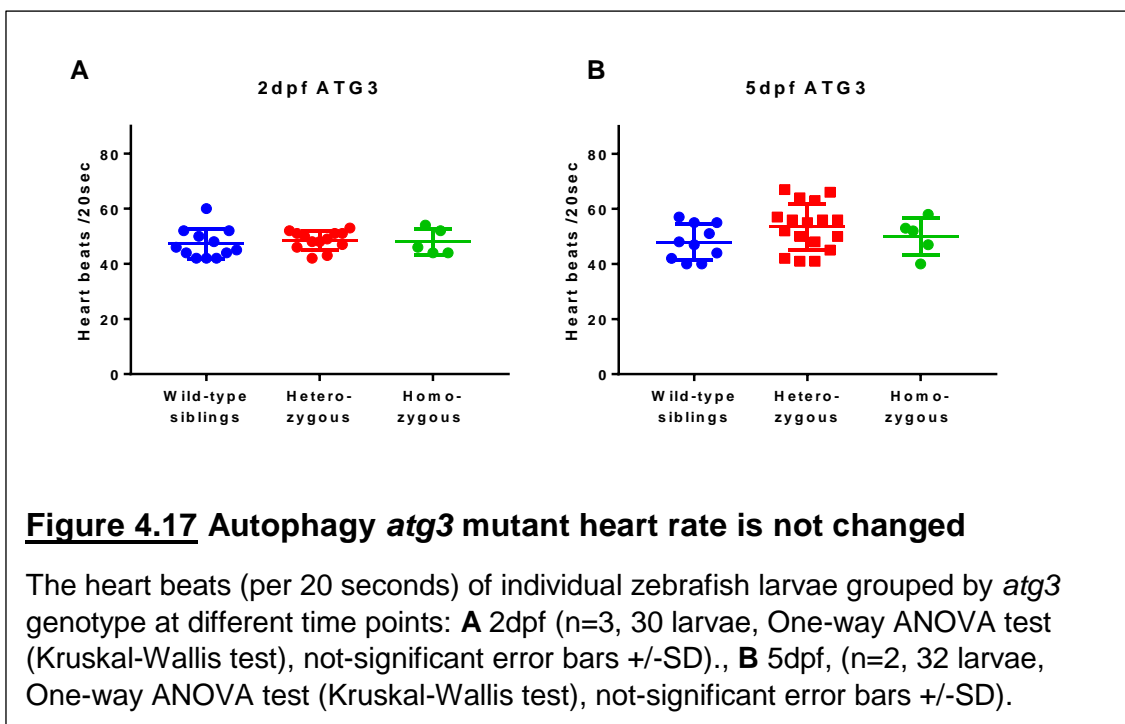 A
2dpf ATG3
Heart beats /20sec
80
60
40
20
0
Wild-type
siblings
Hetero-
zygous
Homo-
zygous
B
5dpf ATG3
Heart beats /20sec
80
60
40
20
0
Wild-type
siblings
Hetero-
zygous
Homo-
zygous
Figure 4.17 Autophagy atg3 mutant heart rate is not changed
The heart beats (per 20 seconds) of individual zebrafish larvae grouped by atg3
genotype at different time points: A 2dpf (n=3, 30 larvae, One-way ANOVA test
(Kruskal-Wallis test), not-significant error bars +/-SD)., B 5dpf, (n=2, 32 larvae,
One-way ANOVA test (Kruskal-Wallis test), not-significant error bars +/-SD).